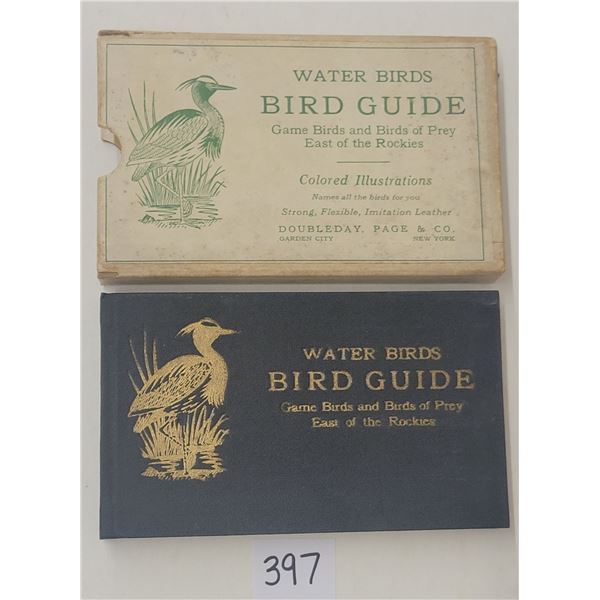 WATER BIRDS
BIRD GUIDE
Game Birds and Birds of Prey
East of the Rockies
Colored Illustrations
Names all the birds for you
Strong, Flexible, Imitation Leather
DOUBLEDAY, PAGE & CO.
GARDEN CITY NEW YORK
WATER BIRDS
BIRD GUIDE
Game Birds and Birds of Prey
East of the Rockies
397